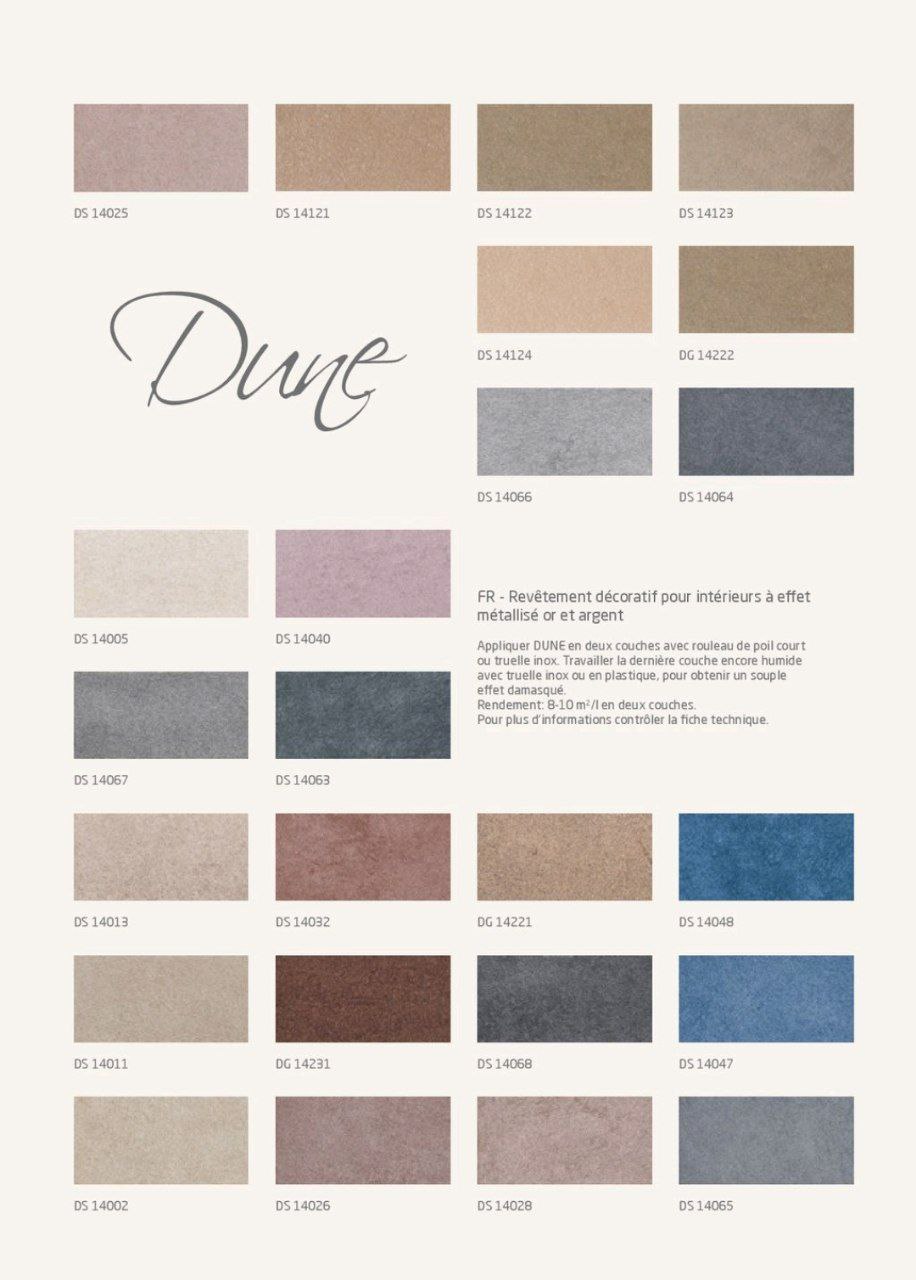 DS 14025 DS 14121 DS 14122 DS 14123
Dune
DS 14124 DG 14222
DS 14066 DS 14064
DS 14005 DS 14040
FR - Revêtement décoratif pour intérieurs à effet
métallisé or et argent
Appliquer DUNE en deux couches avec rouleau de poil court
ou truelle inox. Travailler la dernière couche encore humide
avec truelle inox ou en plastique, pour obtenir un souple
effet damasqué.
Rendement: 8-10 m²/l en deux couches.
Pour plus d'informations contrôler la fiche technique.
DS 14067 DS 14063
DS 14013 DS 14032 DG 14221 DS 14048
DS 14011 DG 14231 DS 14068 DS 14047
DS 14002 DS 14026 DS 14028 DS 14065